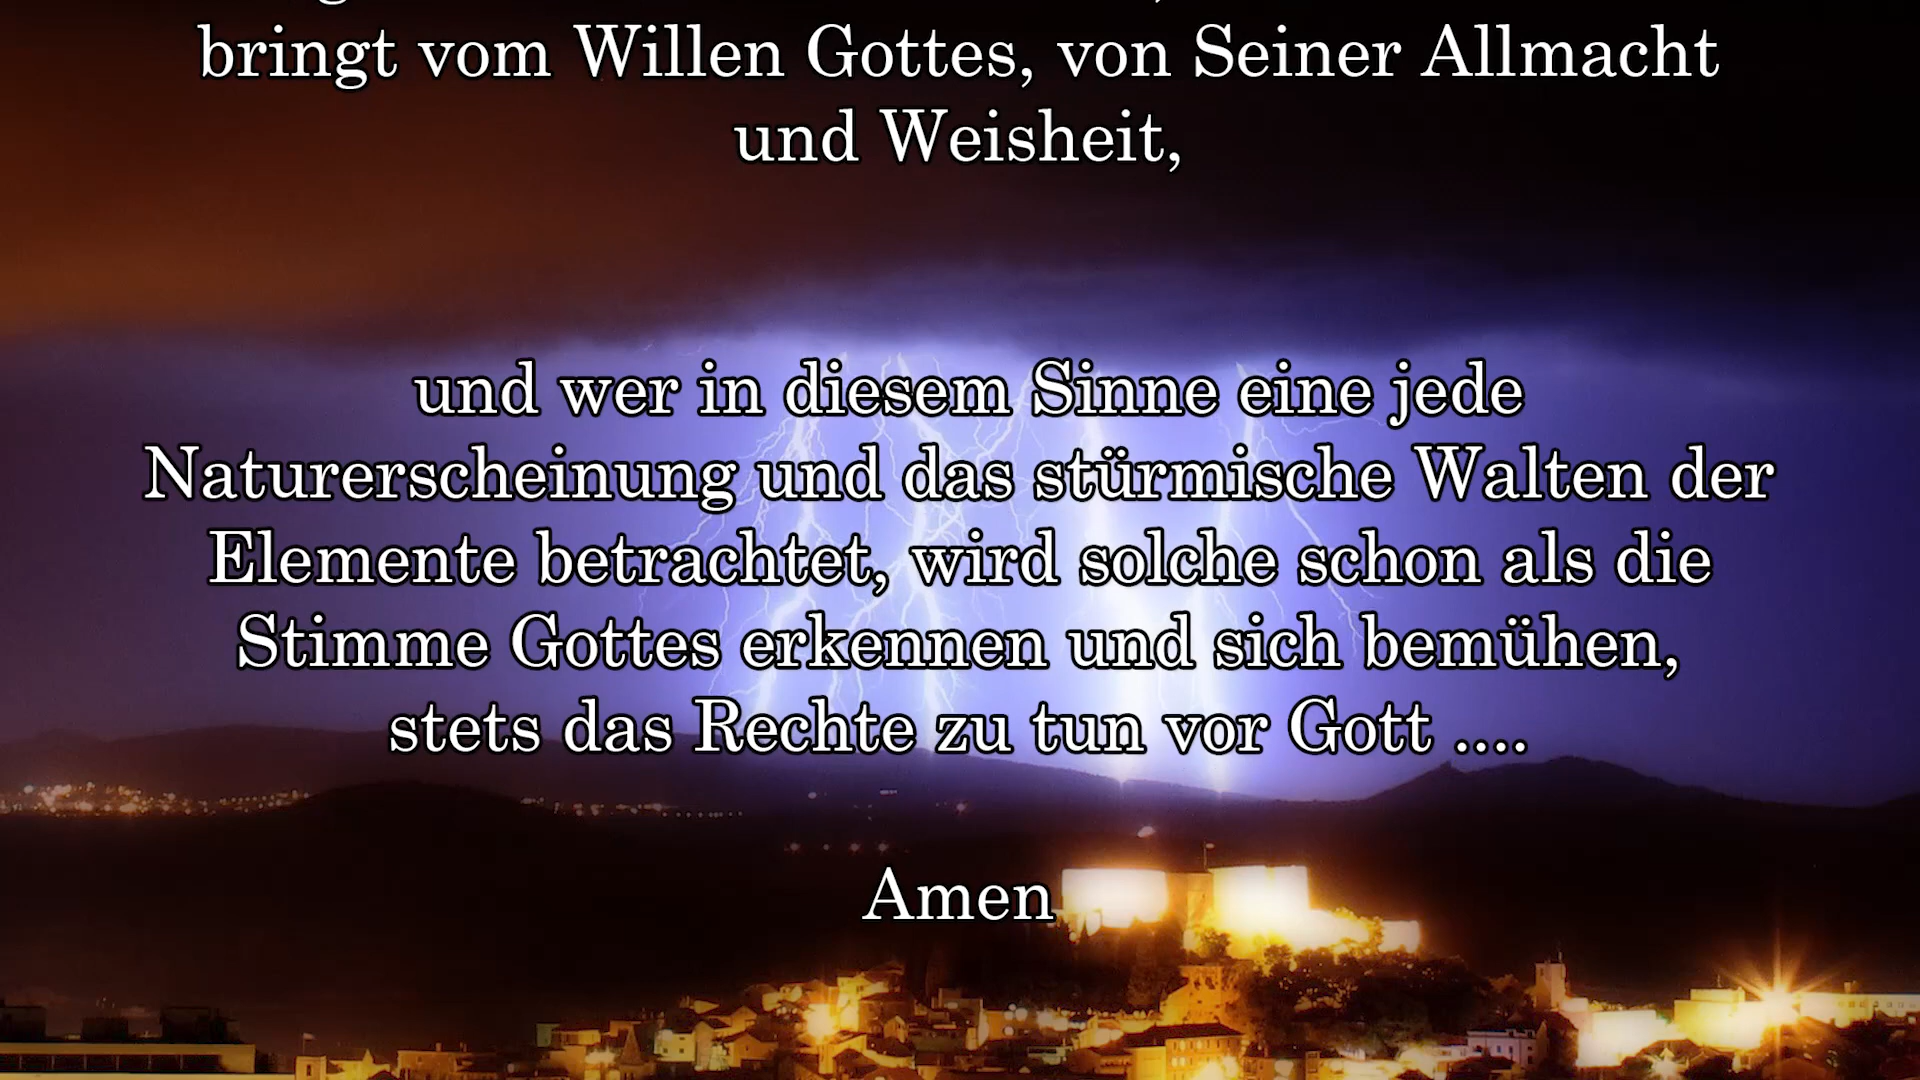 bringt vom Willen Gottes, von Seiner Allmacht
und Weisheit,
und wer in diesem Sinne eine jede
Naturerscheinung und das stürmische Walten der
Elemente betrachtet, wird solche schon als die
Stimme Gottes erkennen und sich bemühen,
stets das Rechte zu tun vor Gott ....
Amen